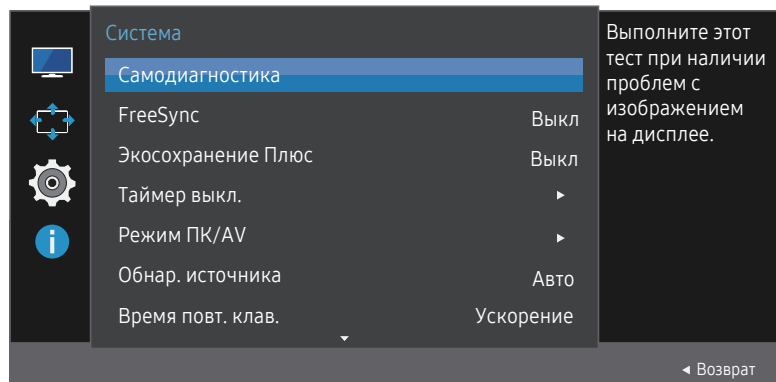 Система
Самодиагностика
FreeSync Выкл
Экосохранение Плюс Выкл
Таймер выкл.
Режим ПК/AV
Обнар. источника Авто
Время повт. клав. Ускорение
Выполните этот
тест при наличии
проблем с
изображением
на дисплее.
Возврат